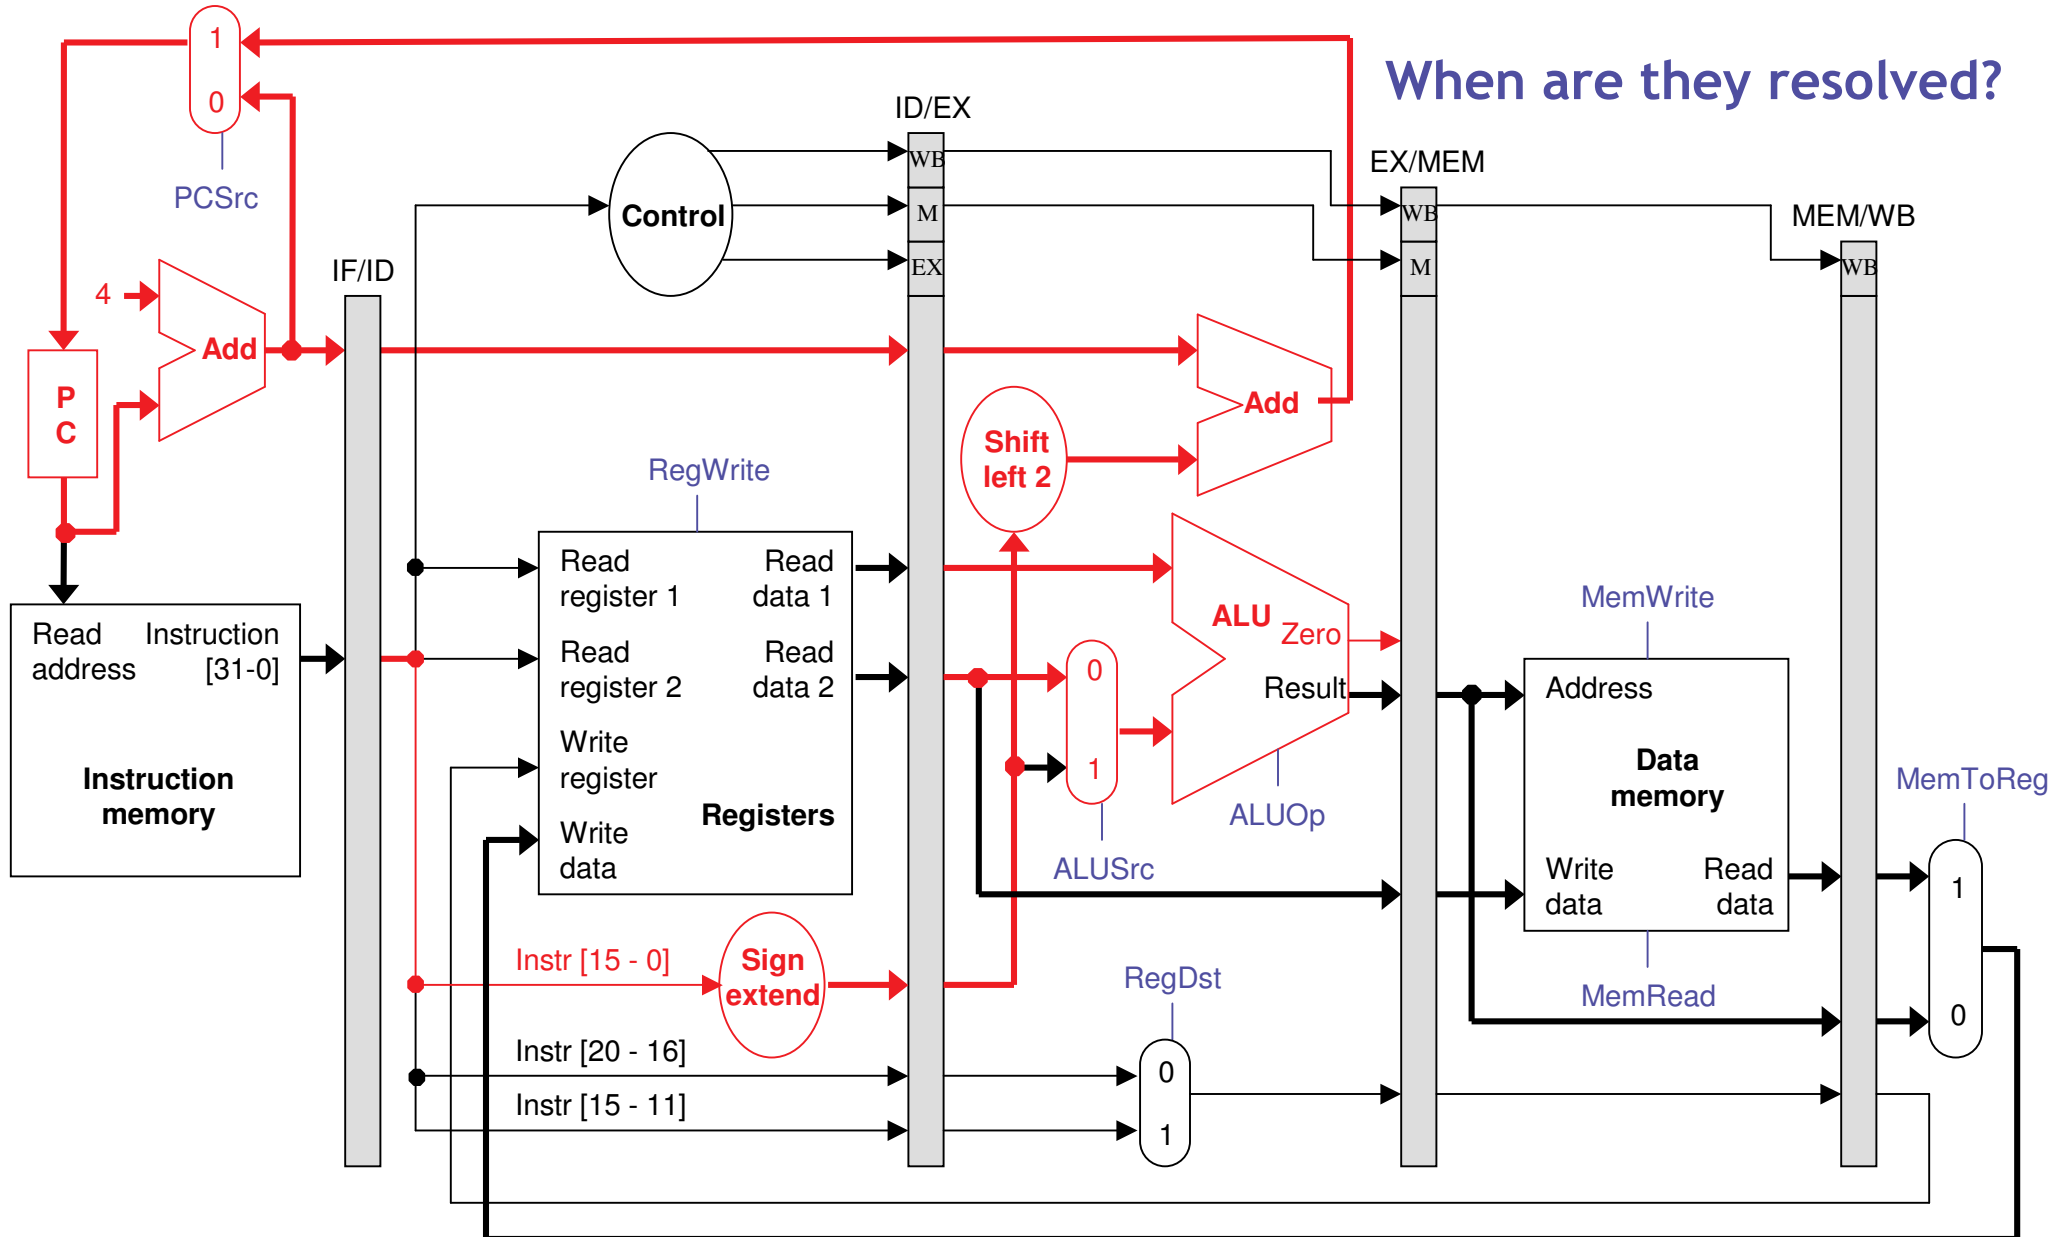 When are they resolved?
1
0
PCSrc
4
Add
P
C
Read
address
Instruction
[31-0]
Instruction
memory
IF/ID
Control
ID/EX
WB
M
EX
EX/MEM
WB
M
MEM/WB
WB
RegWrite
Read
register 1
Read
data 1
Read
register 2
Read
data 2
Write
register
Write
data
Registers
Instr [15 - 0]
Sign
extend
Instr [20 - 16]
Instr [15 - 11]
Shift
left 2
Add
0
1
ALUSrc
ALU
Zero
Result
ALUOp
RegDst
0
1
MemWrite
Address
Data
memory
Write
data
Read
data
MemRead
MemToReg
1
0